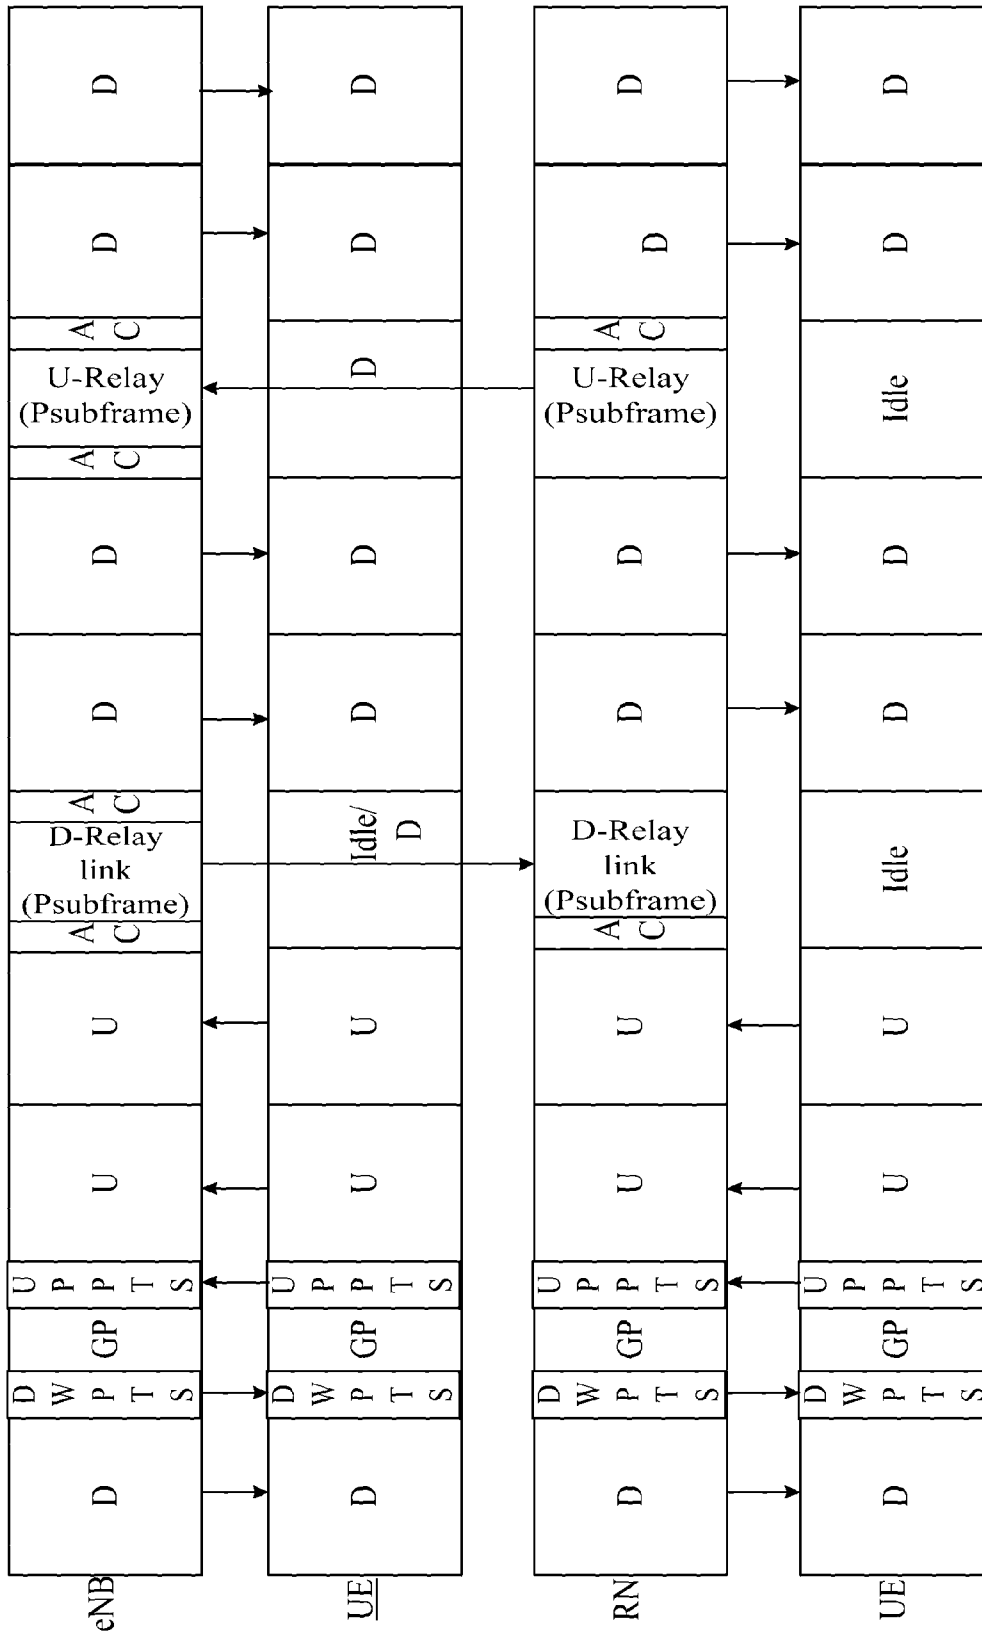 eNB
D
DWPTS
GP
UPPTS
U
U
AC
D-Relay
link
(Psubframe)
AC
D
D
AC
U-Relay
(Psubframe)
AC
D
D
UE
D
DWPTS
GP
UPPTS
U
U
Idle/
D
D
D
D
D
D
RN
D
DWPTS
GP
UPPTS
U
U
AC
D-Relay
link
(Psubframe)
D
D
U-Relay
(Psubframe)
AC
D
D
UE
D
DWPTS
GP
UPPTS
U
U
Idle
D
D
Idle
D
D